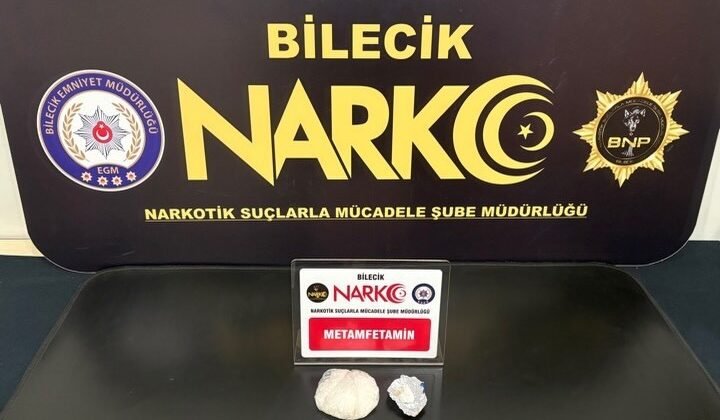 BİLECİK
NARKO
BİLECİK EMNİYET MÜDÜRLÜĞÜ
EGM
BNP
NARKOTİK SUÇLARLA MÜCADELE ŞUBE MÜDÜRLÜĞÜ
BİLECİK
NARKO
NARKO
NARKOTİK SUÇLARLA MÜCADELE ŞUBE MÜDÜRLÜĞÜ
METAMFETAMİN